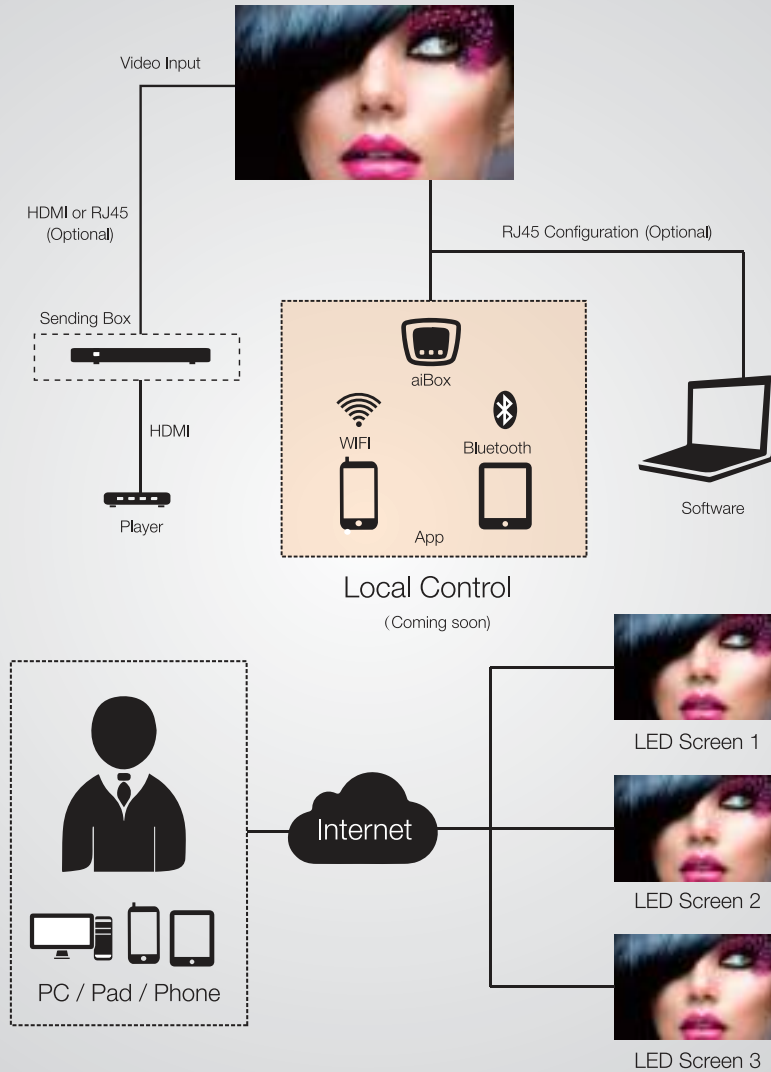 Video Input
HDMI or RJ45
(Optional)
RJ45 Configuration (Optional)
Sending Box
aiBox
HDMI
WIFI
Bluetooth
Player
App
Software
Local Control
(Coming soon)
LED Screen 1
Internet
LED Screen 2
PC / Pad / Phone
LED Screen 3